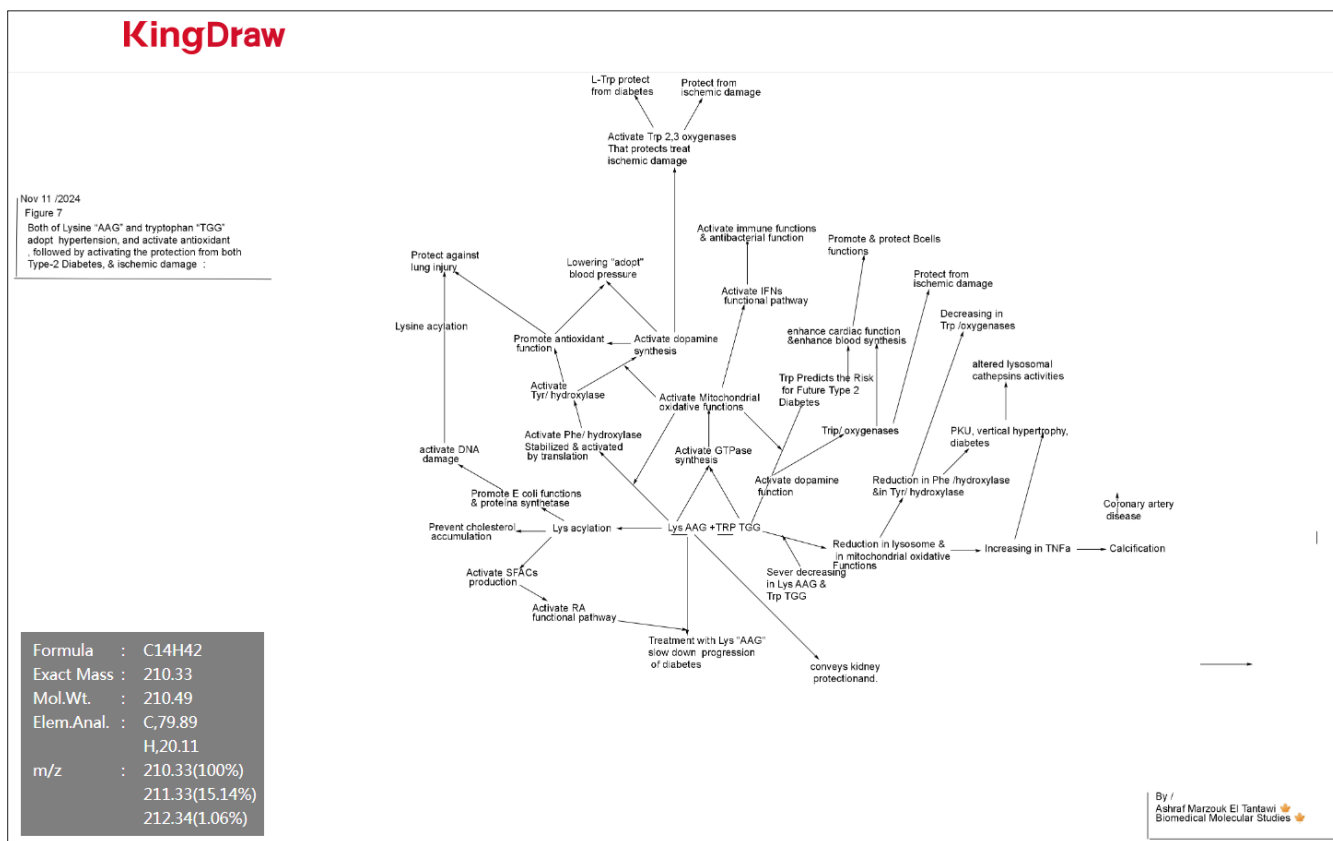 KingDraw
L-Trp protect
from diabetes
Protect from
ischemic damage
Activate Trp 2,3 oxygenases
That protects treat
ischemic damage
Nov 11 /2024
Figure 7
Both of Lysine “AAG” and tryptophan “TGG”
adopt hypertension, and activate antioxidant
, followed by activating the protection from both
Type-2 Diabetes, & ischemic damage :
Activate immune functions
& antibacterial function
Promote & protect Bcells
functions
Protect against
lung injury
Lowering “adopt”
blood pressure
Activate IFNs
functional pathway
Protect from
ischemic damage
Lysine acylation
Promote antioxidant
function
Activate dopamine
synthesis
enhance cardiac function
&enhance blood synthesis
Decreasing in
Trp /oxygenases
Activate
Tyr/ hydroxylase
Activate Mitochondrial
oxidative functions
Trp Predicts the Risk
for Future Type 2
Diabetes
altered lysosomal
cathepsins activities
activate DNA
damage
Activate Phe/ hydroxylase
Stabilized & activated
by translation
Activate GTPase
synthesis
Trip/ oxygenases
PKU, vertical hypertrophy,
diabetes
Promote E coli functions
& proteina synthetase
Activate dopamine
function
Reduction in Phe /hydroxylase
&in Tyr/ hydroxylase
Coronary artery
disease
Prevent cholesterol
accumulation
Lys acylation
Lys AAG +TRP TGG
Reduction in lysosome &
in mitochondrial oxidative
Functions
Increasing in TNFa
Calcification
Activate SFACs
production
Sever decreasing
in Lys AAG &
Trp TGG
Activate RA
functional pathway
Treatment with Lys "AAG"
slow down progression
of diabetes
conveys kidney
protectionand.
Formula : C14H42
Exact Mass : 210.33
Mol.Wt. : 210.49
Elem.Anal. : C,79.89
H,20.11
m/z : 210.33(100%)
211.33(15.14%)
212.34(1.06%)
By /
Ashraf Marzouk El Tantawi
Biomedical Molecular Studies